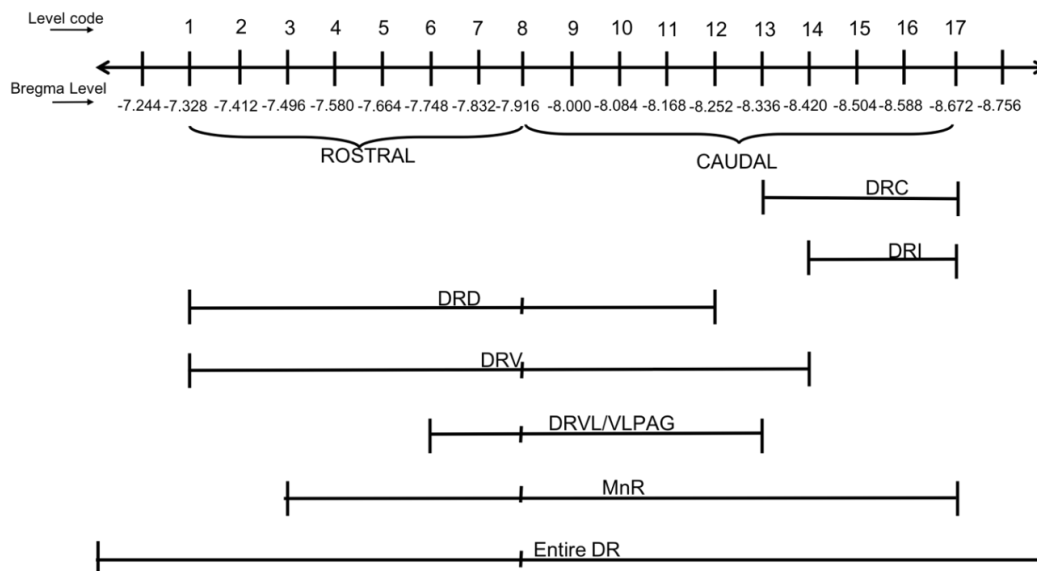 Level code
1 2 3 4 5 6 7 8 9 10 11 12 13 14 15 16 17
Bregma Level
-7.244 -7.328 -7.412 -7.496 -7.580 -7.664 -7.748 -7.832 -7.916 -8.000 -8.084 -8.168 -8.252 -8.336 -8.420 -8.504 -8.588 -8.672 -8.756
ROSTRAL CAUDAL
DRC
DRI
DRD
DRV
DRVL/VLPAG
MnR
Entire DR